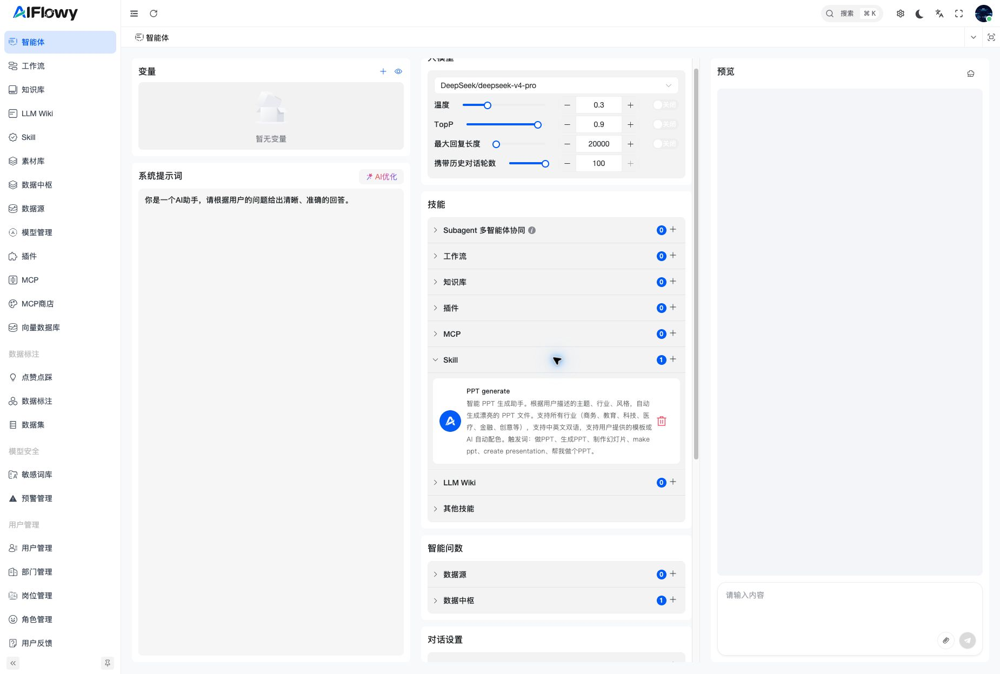 AIFlowy
搜索 ⌘ K
智能体
工作流
知识库
LLM Wiki
Skill
素材库
数据中枢
数据源
模型管理
插件
MCP
MCP商店
向量数据库
数据标注
点赞点踩
数据标注
数据集
模型安全
敏感词库
预警管理
用户管理
用户管理
部门管理
岗位管理
角色管理
用户反馈
智能体
变量
暂无变量
系统提示词
AI优化
你是一个AI助手，请根据用户的问题给出清晰、准确的回答。
大模型
DeepSeek/deepseek-v4-pro
温度 0.3 关闭
TopP 0.9 关闭
最大回复长度 20000 关闭
携带历史对话轮数 100
技能
Subagent 多智能体协同 0
工作流 0
知识库 0
插件 0
MCP 0
Skill 1
PPT generate
智能 PPT 生成助手。根据用户描述的主题、行业、风格，自动
生成漂亮的 PPT 文件。支持所有行业（商务、教育、科技、医
疗、金融、创意等），支持中英文双语，支持用户提供的模板或
AI 自动配色。触发词：做PPT、生成PPT、制作幻灯片、make
ppt、create presentation、帮我做个PPT。
LLM Wiki 0
其他技能
智能问数
数据源 0
数据中枢 1
对话设置
预览
请输入内容